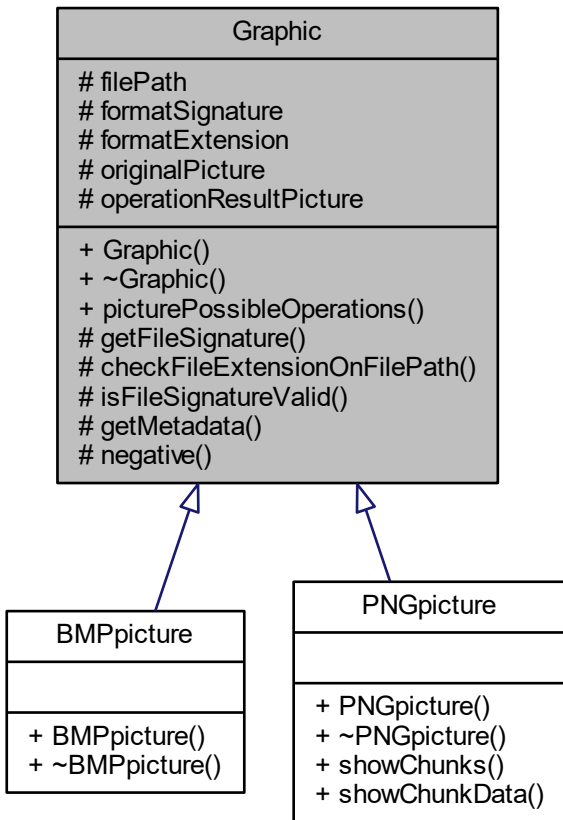 Graphic
# filePath
# formatSignature
# formatExtension
# originalPicture
# operationResultPicture
+ Graphic()
+ ~Graphic()
+ picturePossibleOperations()
# getFileSignature()
# checkFileExtensionOnFilePath()
# isFileSignatureValid()
# getMetadata()
# negative()
BMPpicture
+ BMPpicture()
+ ~BMPpicture()
PNGpicture
+ PNGpicture()
+ ~PNGpicture()
+ showChunks()
+ showChunkData()